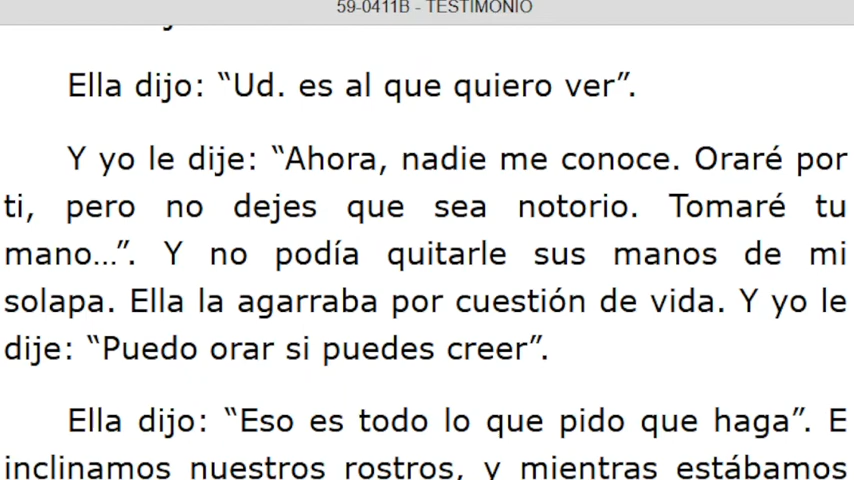 59-0411B - TESTIMONIO
Ella dijo: “Ud. es al que quiero ver”.
Y yo le dije: “Ahora, nadie me conoce. Oraré por
ti, pero no dejes que sea notorio. Tomaré tu
mano...”. Y no podía quitarle sus manos de mi
solapa. Ella la agarraba por cuestión de vida. Y yo le
dije: “Puedo orar si puedes creer”.
Ella dijo: “Eso es todo lo que pido que haga”. E
inclinamos nuestros rostros, y mientras estábamos